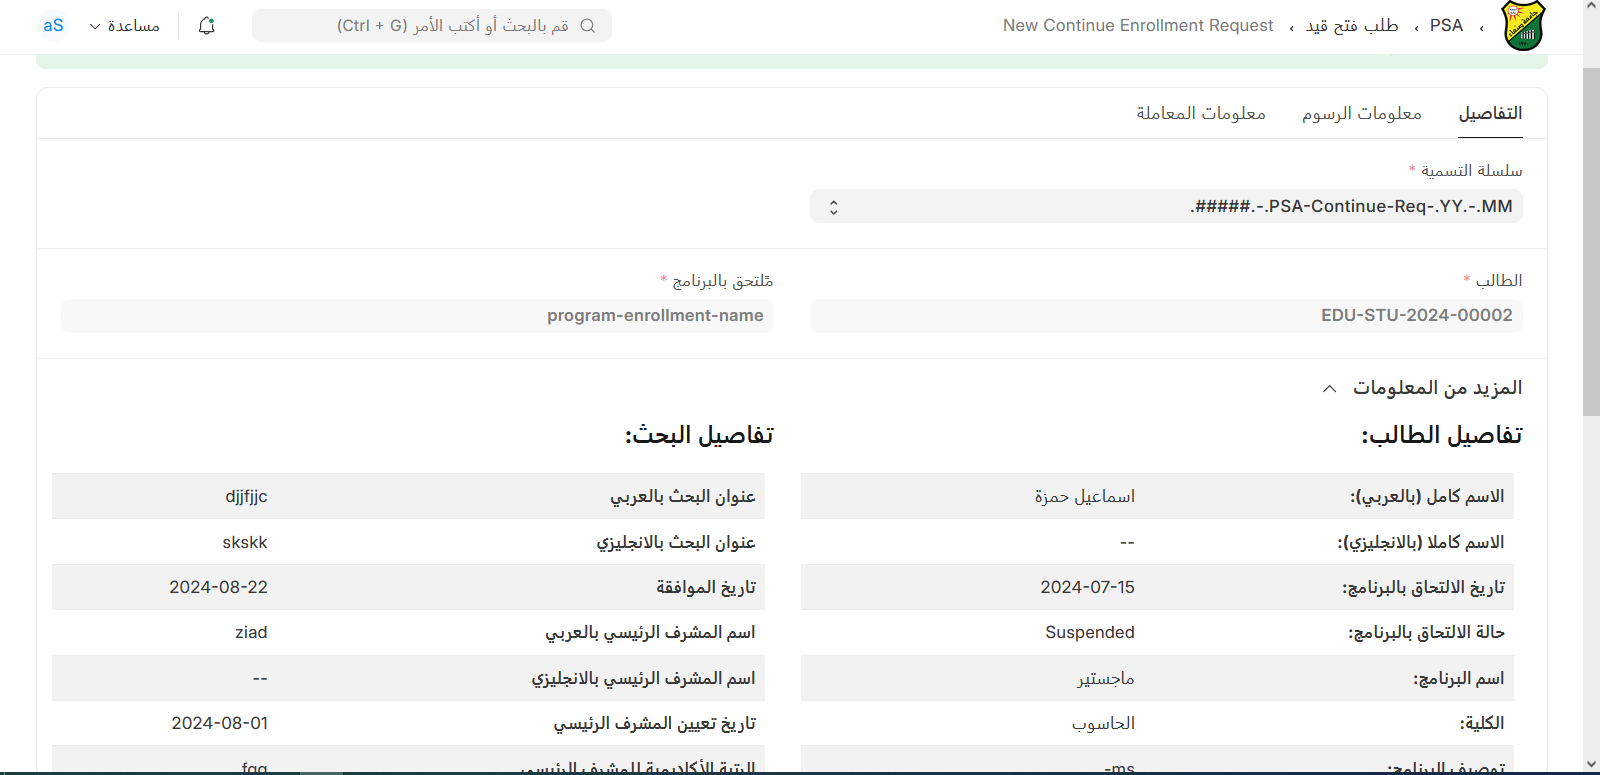 PSA ‹ طلب فتح قيد ‹ New Continue Enrollment Request
قم بالبحث أو أكتب الأمر (Ctrl + G)
مساعدة
aS
التفاصيل
معلومات الرسوم
معلومات المعاملة
سلسلة التسمية *
.#####.-.PSA-Continue-Req-.YY.-.MM
الطالب *
EDU-STU-2024-00002
مًلتحق بالبرنامج *
program-enrollment-name
المزيد من المعلومات
تفاصيل الطالب:
الاسم كامل (بالعربي): اسماعيل حمزة
الاسم كاملا (بالانجليزي): --
تاريخ الالتحاق بالبرنامج: 2024-07-15
حالة الالتحاق بالبرنامج: Suspended
اسم البرنامج: ماجستير
الكلية: الحاسوب
توصيف البرنامج: ms-
تفاصيل البحث:
عنوان البحث بالعربي djjfjjc
عنوان البحث بالانجليزي skskk
تاريخ الموافقة 2024-08-22
اسم المشرف الرئيسي بالعربي ziad
اسم المشرف الرئيسي بالانجليزي --
تاريخ تعيين المشرف الرئيسي 2024-08-01
الرتبة الأكاديمية للمشرف الرئيسي